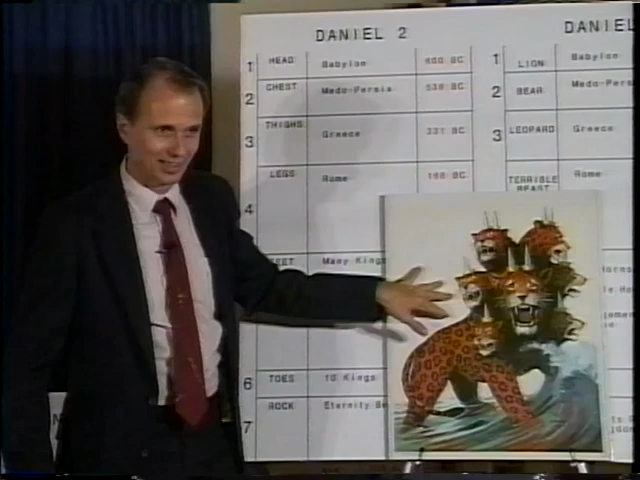 DANIEL 2
1 HEAD Babylon 600 BC
2 CHEST Medo-Persia 538 BC
3 THIGHS Greece 331 BC
4 LEGS Rome 168 BC
FEET Many Kings
6 TOES 10 Kings
7 ROCK Eternity
DANIEL
1 LION Babylon
2 BEAR Medo-Persia
3 LEOPARD Greece
TERRIBLE BEAST Rome